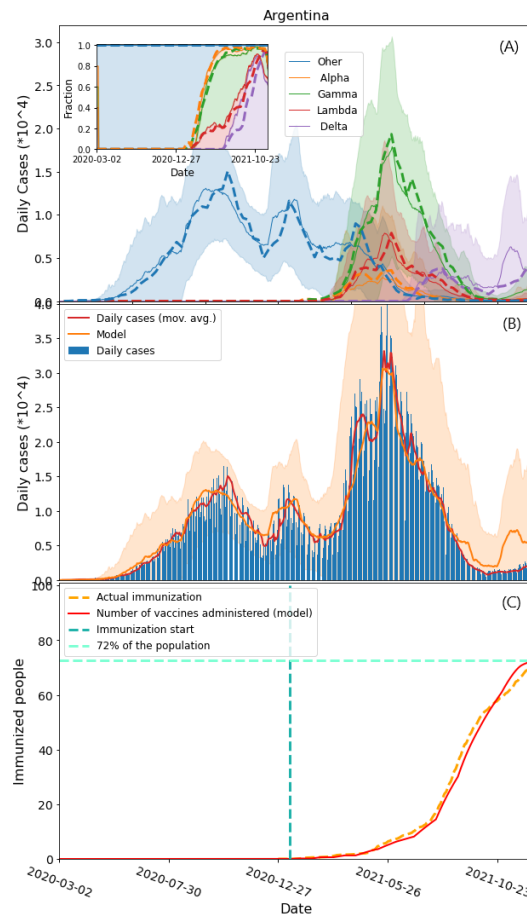 Argentina
(A)
Daily Cases (*10^4)
3.0
2.5
2.0
1.5
1.0
0.5
0.0
Fraction
1.0
0.8
0.6
0.4
0.2
0.0
2020-03-02 2020-12-27 2021-10-23
Date
Oher
Alpha
Gamma
Lambda
Delta
(B)
Daily cases (*10^4)
4.0
3.5
3.0
2.5
2.0
1.5
1.0
0.5
0.0
Daily cases (mov. avg.)
Model
Daily cases
(C)
Immunized people
100
80
60
40
20
0
Actual immunization
Number of vaccines administered (model)
Immunization start
72% of the population
2020-03-02 2020-07-30 2020-12-27 2021-05-26 2021-10-23
Date